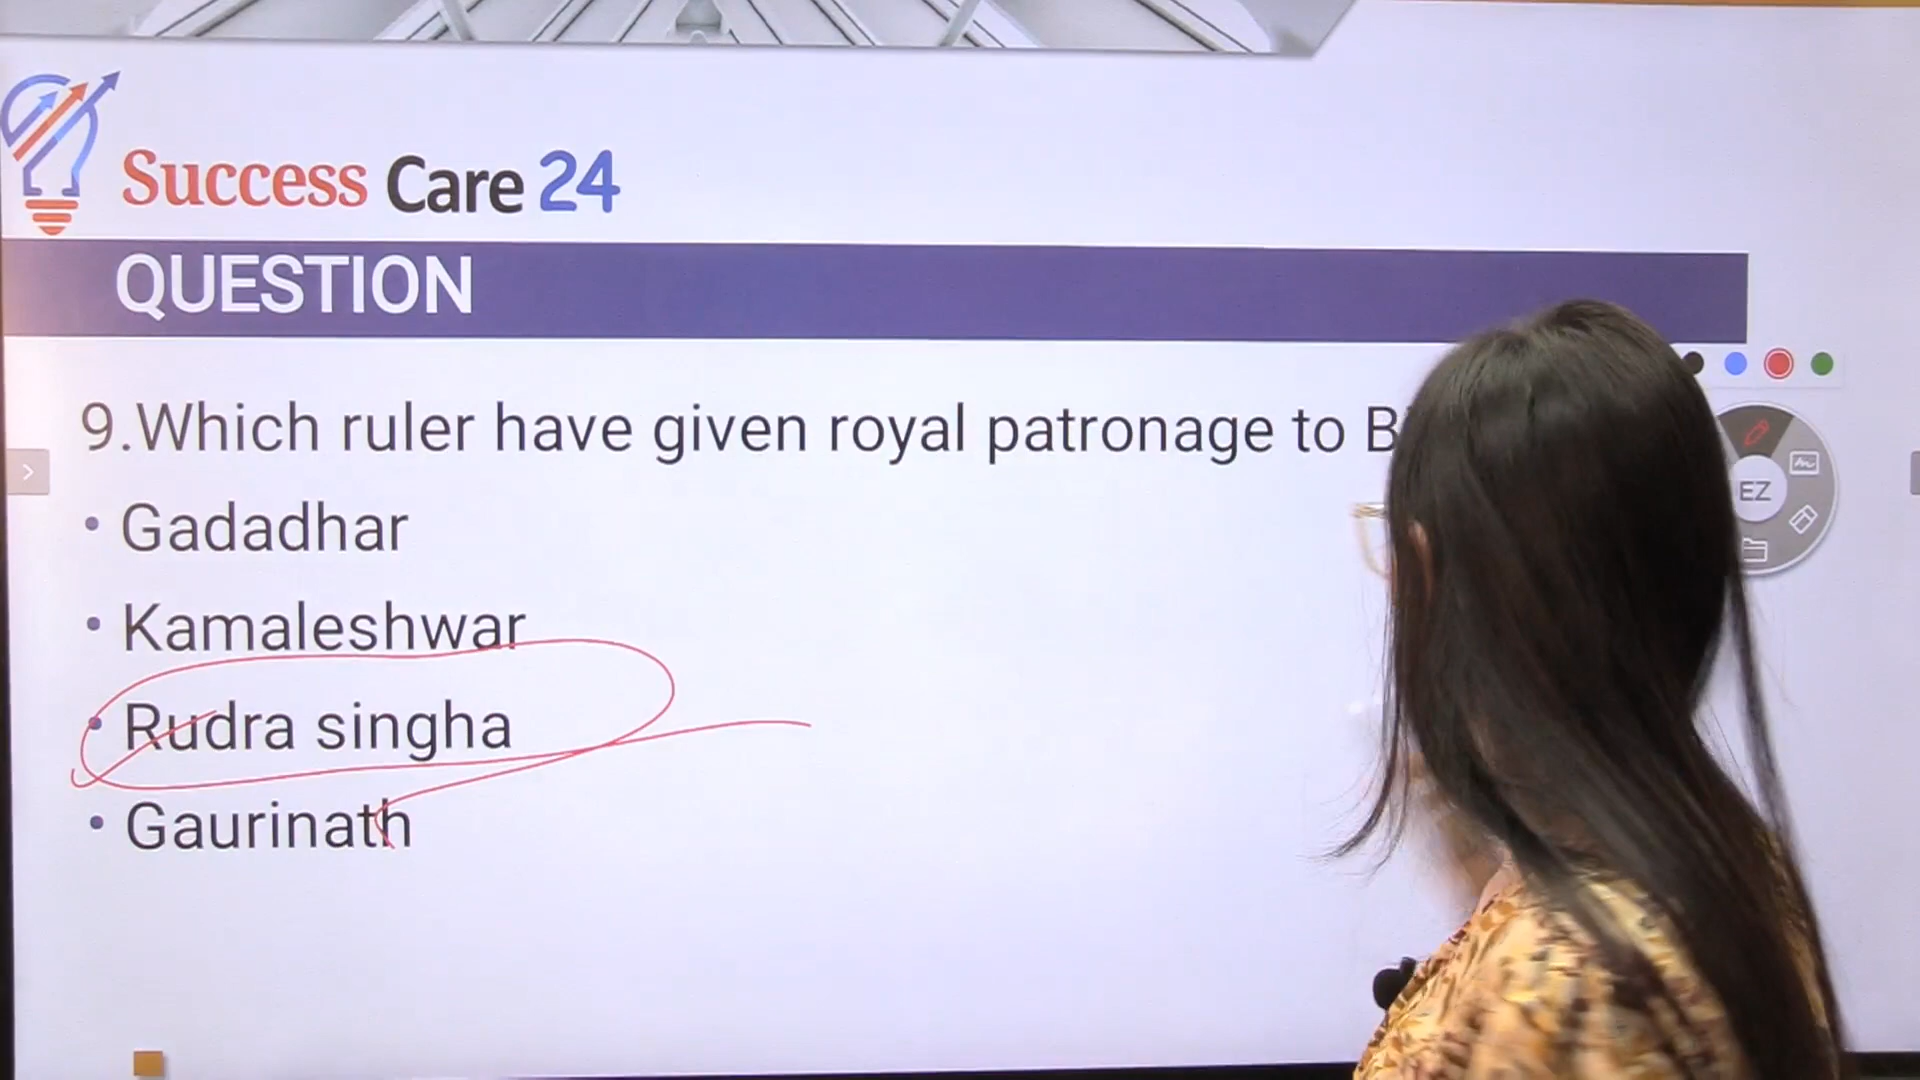 Success Care 24
QUESTION
9.Which ruler have given royal patronage to
• Gadadhar
• Kamaleshwar
• Rudra singha
• Gaurinath
EZ